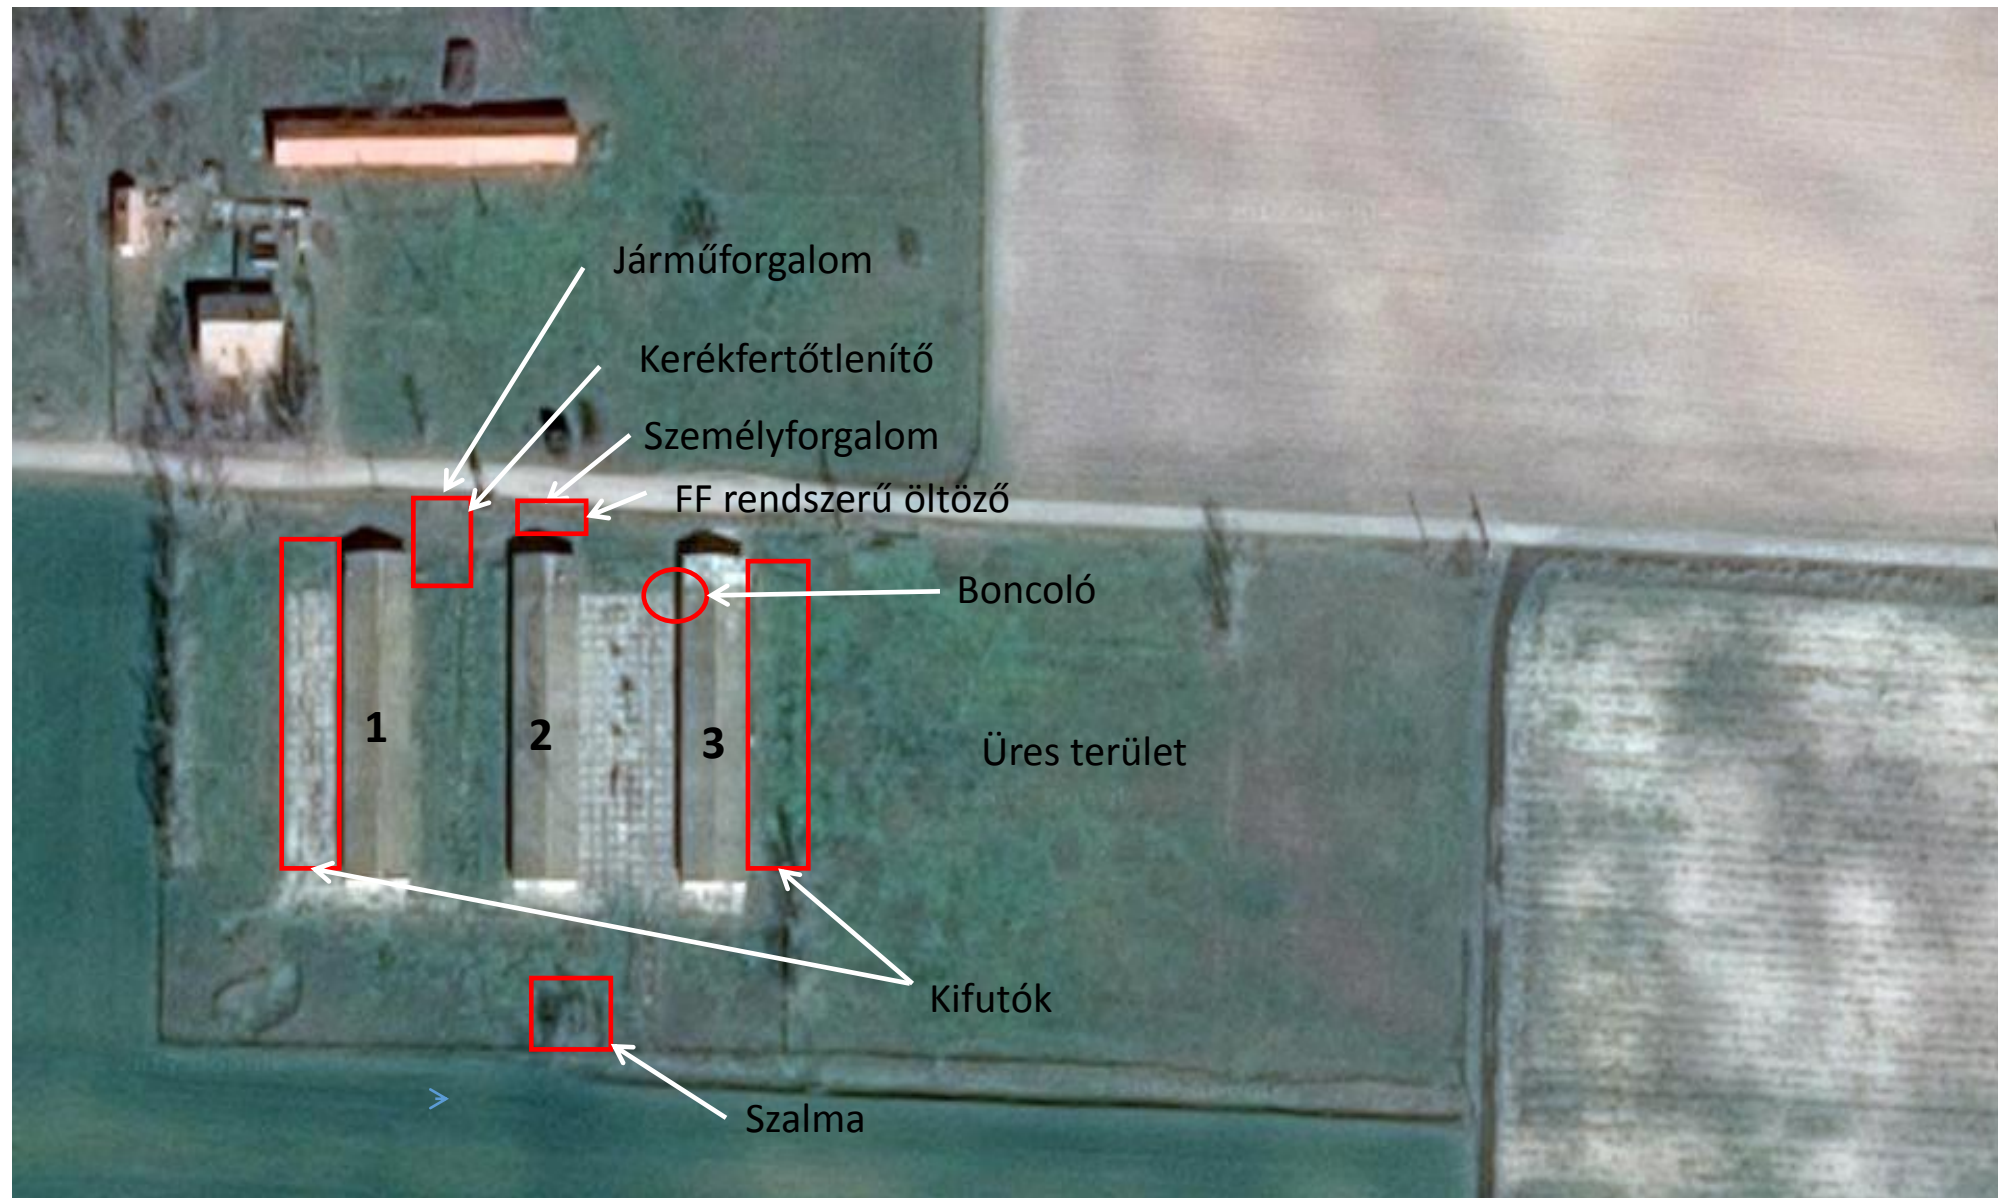 Járműforgalom
Kerékfertőtlenítő
Személyforgalom
FF rendszerű öltöző
Boncoló
1
2
3
Üres terület
Kifutók
Szalma